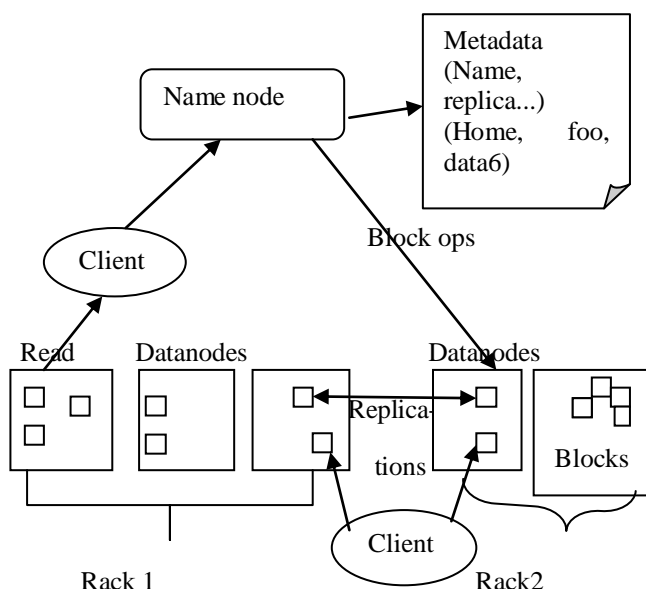 Metadata
(Name,
replica...)
(Home, foo,
data6)
Name node
Block ops
Client
Read
Datanodes
Datanodes
Replica-
tions
Blocks
Client
Rack 1
Rack2